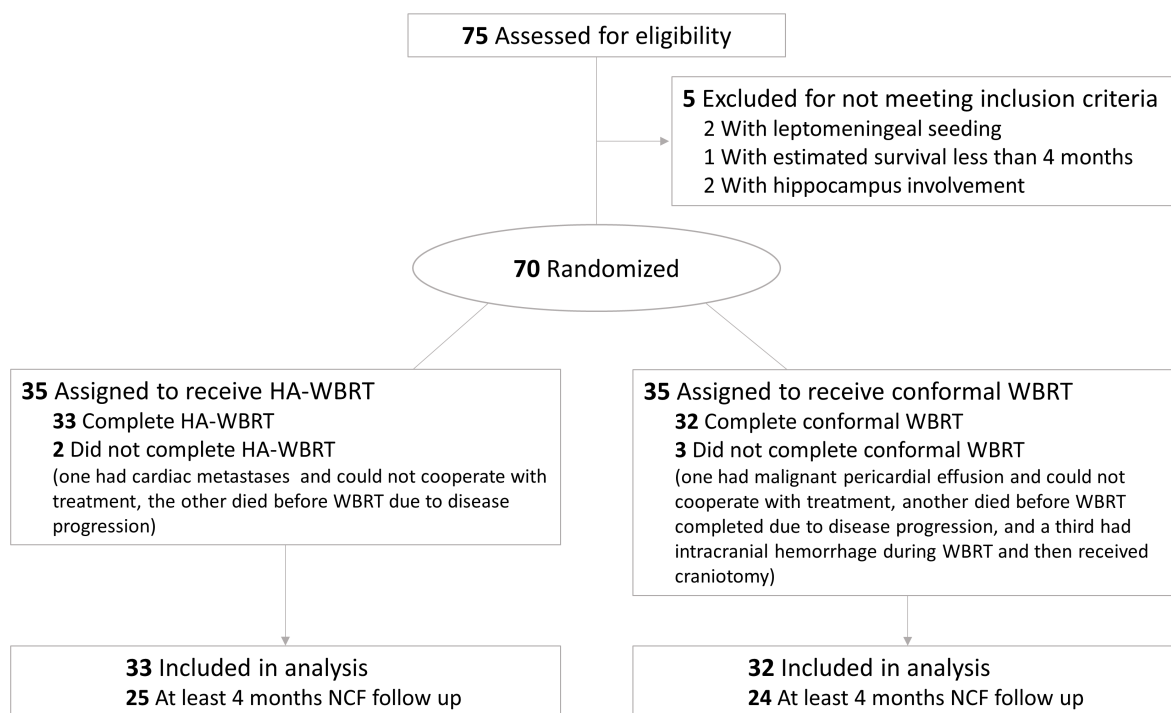 75 Assessed for eligibility
5 Excluded for not meeting inclusion criteria
2 With leptomeningeal seeding
1 With estimated survival less than 4 months
2 With hippocampus involvement
70 Randomized
35 Assigned to receive HA-WBRT
33 Complete HA-WBRT
2 Did not complete HA-WBRT
(one had cardiac metastases and could not cooperate with
treatment, the other died before WBRT due to disease
progression)
35 Assigned to receive conformal WBRT
32 Complete conformal WBRT
3 Did not complete conformal WBRT
(one had malignant pericardial effusion and could not
cooperate with treatment, another died before WBRT
completed due to disease progression, and a third had
intracranial hemorrhage during WBRT and then received
craniotomy)
33 Included in analysis
25 At least 4 months NCF follow up
32 Included in analysis
24 At least 4 months NCF follow up